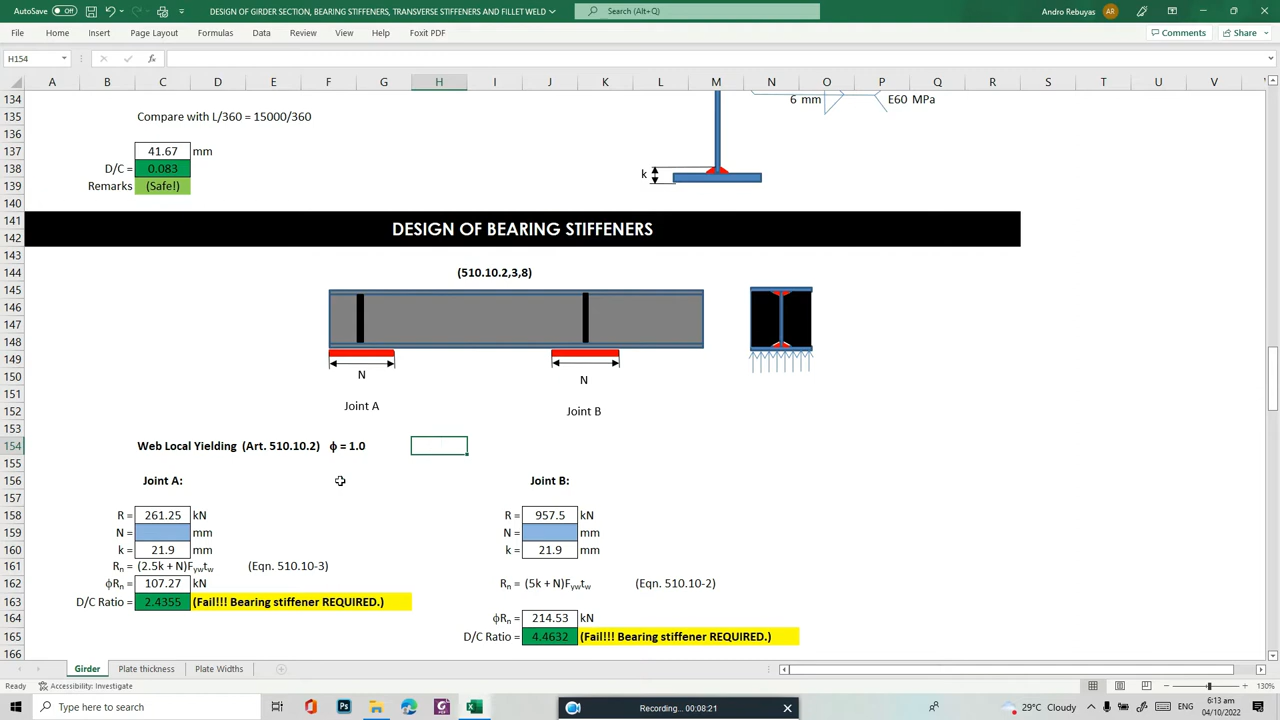 AutoSave Off DESIGN OF GIRDER SECTION, BEARING STIFFENERS, TRANSVERSE STIFFENERS AND FILLET WELD Search (Alt+Q) Andro Rebuyas AR
File Home Insert Page Layout Formulas Data Review View Help Foxit PDF Comments Share
H154 fx
A B C D E F G H I J K L M N O P Q R S T U V
134 6 mm E60 MPa
135 Compare with L/360 = 15000/360
136
137 41.67 mm
138 D/C = 0.083 k
139 Remarks (Safe!)
140
141
142 DESIGN OF BEARING STIFFENERS
143
144 (510.10.2,3,8)
145
146
147
148
149
150 N N
151
152 Joint A Joint B
153
154 Web Local Yielding (Art. 510.10.2) ϕ = 1.0
155
156 Joint A: Joint B:
157
158 R = 261.25 kN R = 957.5 kN
159 N = mm N = mm
160 k = 21.9 mm k = 21.9 mm
161 Rn = (2.5k + N)Fywtw (Eqn. 510.10-3)
162 ϕRn = 107.27 kN Rn = (5k + N)Fywtw (Eqn. 510.10-2)
163 D/C Ratio = 2.4355 (Fail!!! Bearing stiffener REQUIRED.)
164 ϕRn = 214.53 kN
165 D/C Ratio = 4.4632 (Fail!!! Bearing stiffener REQUIRED.)
166
Girder Plate thickness Plate Widths
Ready Accessibility: Investigate 130%
Type here to search Ps Recording... 00:08:21 29°C Cloudy ENG 6:13 am
04/10/2022